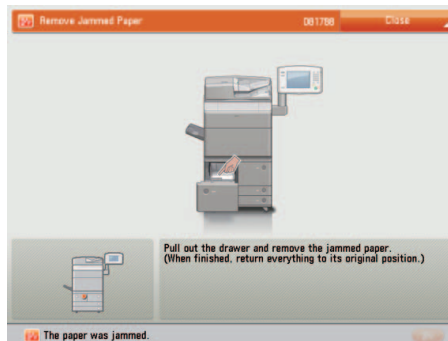 Remove Jammed Paper
Close
Pull out the drawer and remove the jammed paper.
(When finished, return everything to its original position.)
The paper was jammed.